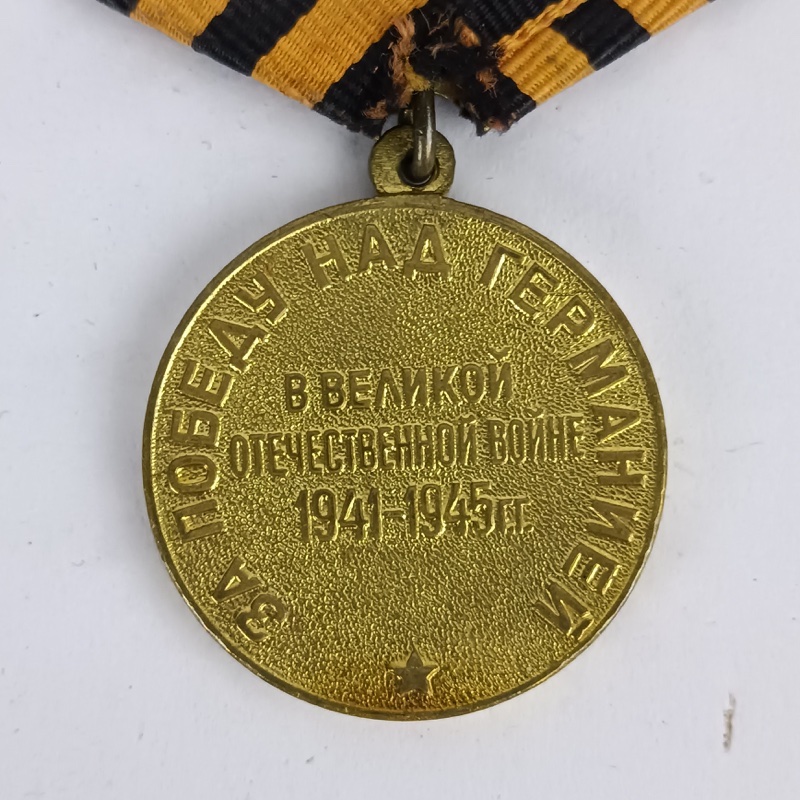 ЗА ПОБЕДУ НАД ГЕРМАНИЕЙ
В ВЕЛИКОЙ
ОТЕЧЕСТВЕННОЙ ВОЙНЕ
1941-1945 ГГ.